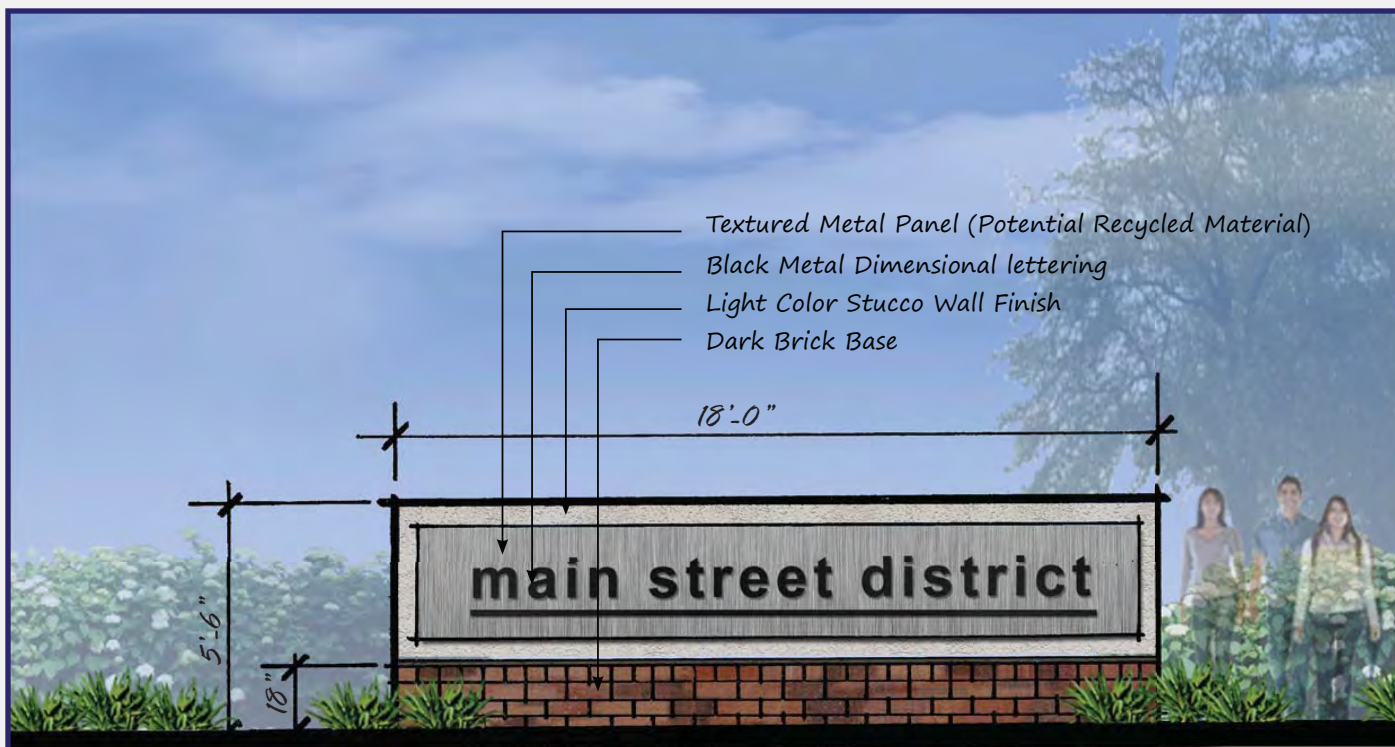 Textured Metal Panel (Potential Recycled Material)
Black Metal Dimensional lettering
Light Color Stucco Wall Finish
Dark Brick Base
18'-0"
5'-6"
18"
main street district